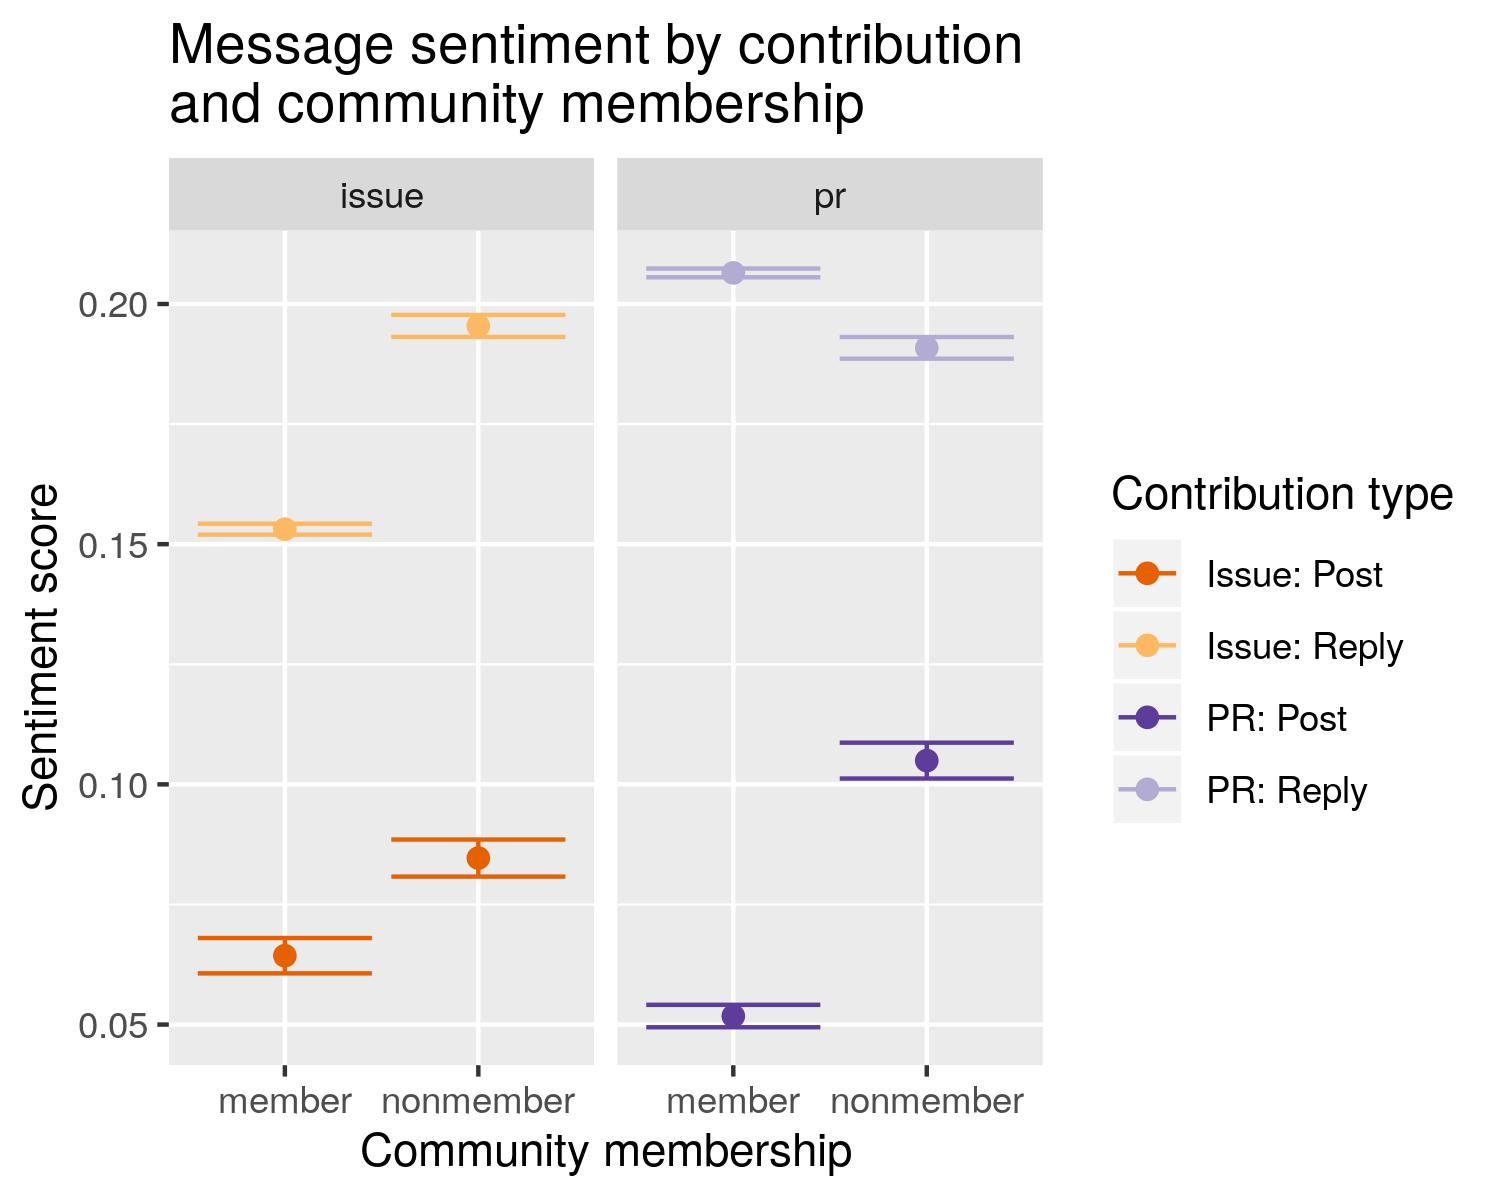 Message sentiment by contribution
and community membership
issue
pr
0.20
0.15
0.10
0.05
Sentiment score
member
nonmember
member
nonmember
Community membership
Contribution type
Issue: Post
Issue: Reply
PR: Post
PR: Reply